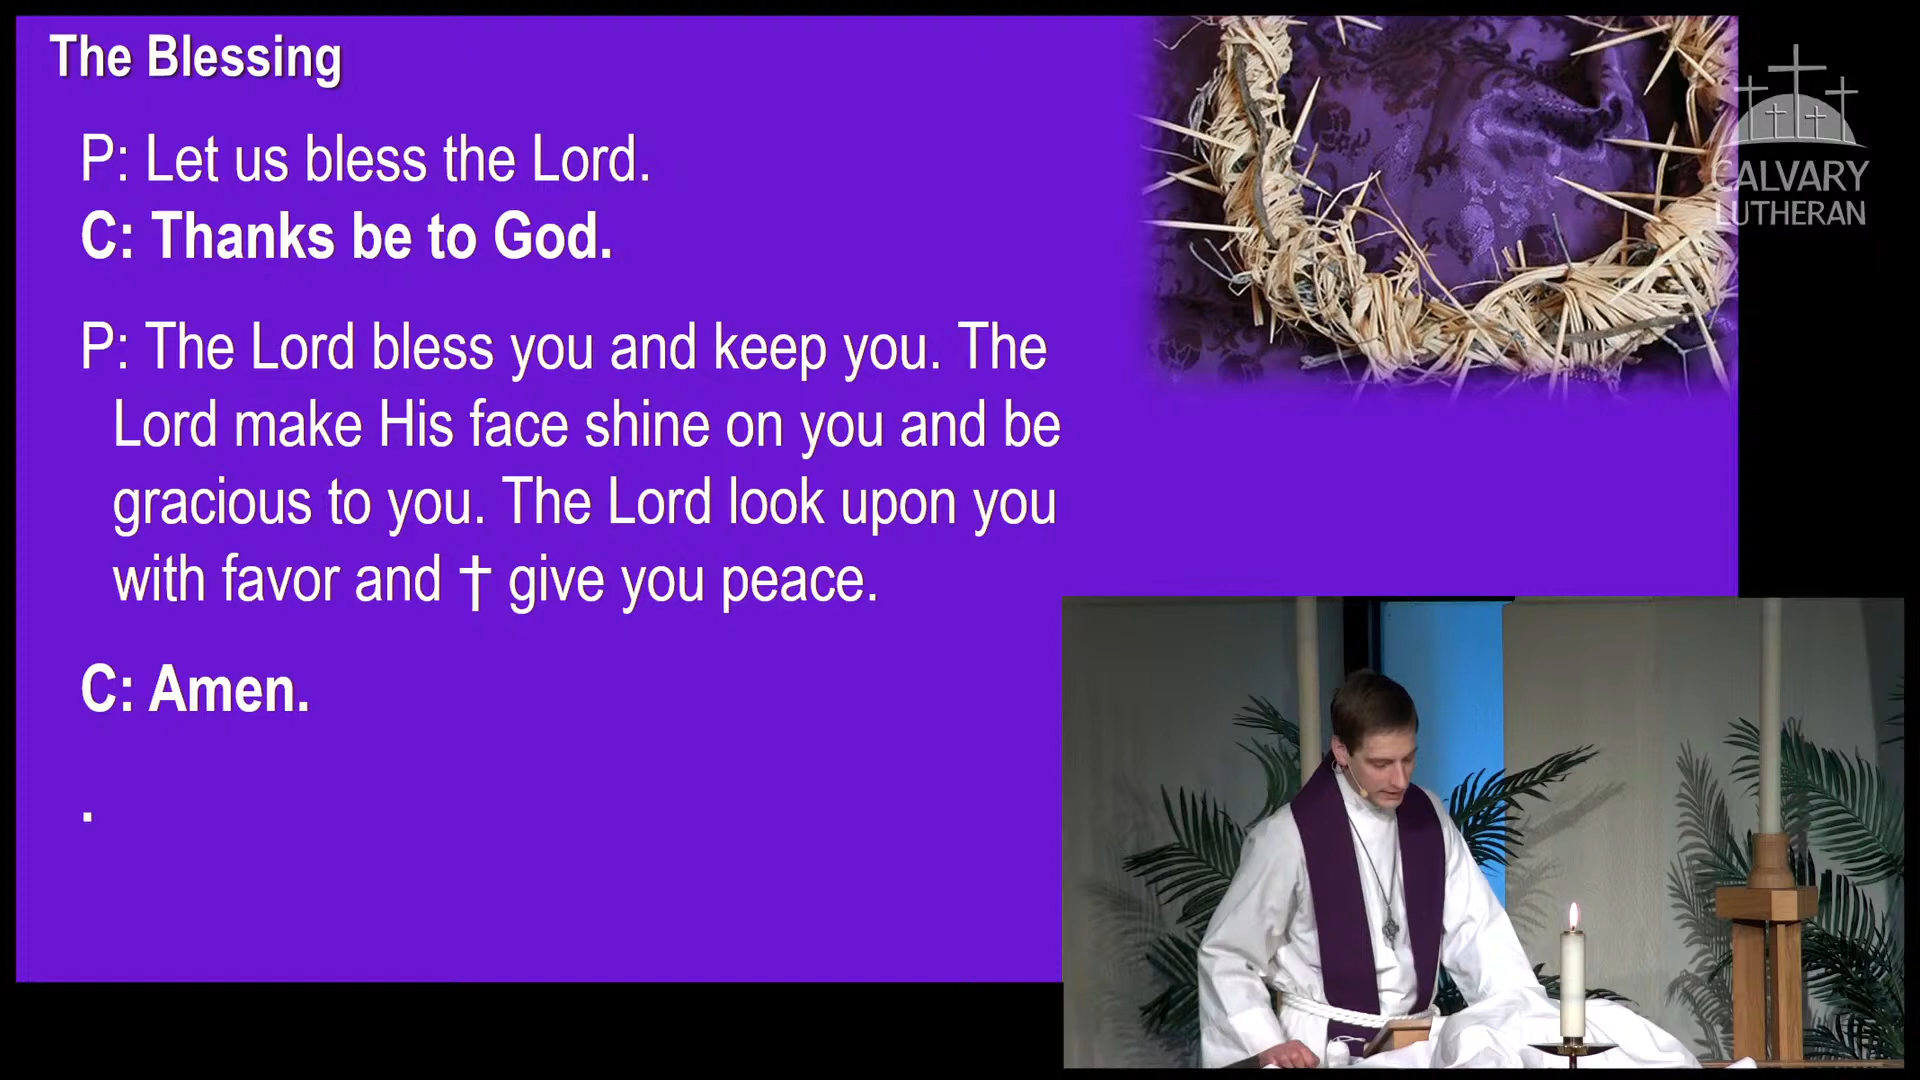 The Blessing
P: Let us bless the Lord.
C: Thanks be to God.
P: The Lord bless you and keep you. The
Lord make His face shine on you and be
gracious to you. The Lord look upon you
with favor and † give you peace.
C: Amen.
.
CALVARY
LUTHERAN